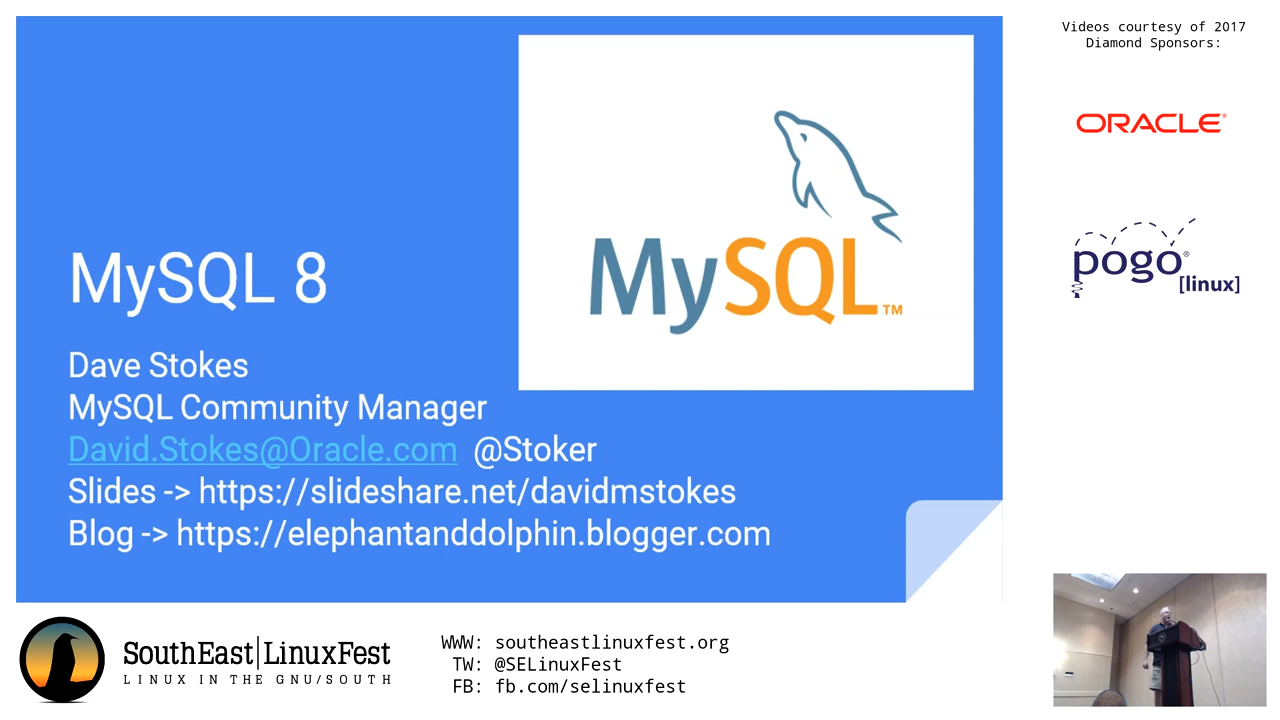 Videos courtesy of 2017
Diamond Sponsors:
ORACLE®
pogo®
[linux]
MySQL™
MySQL 8
Dave Stokes
MySQL Community Manager
David.Stokes@Oracle.com @Stoker
Slides -> https://slideshare.net/davidmstokes
Blog -> https://elephantanddolphin.blogger.com
SouthEast|LinuxFest
LINUX IN THE GNU/SOUTH
WWW: southeastlinuxfest.org
TW: @SELinuxFest
FB: fb.com/selinuxfest